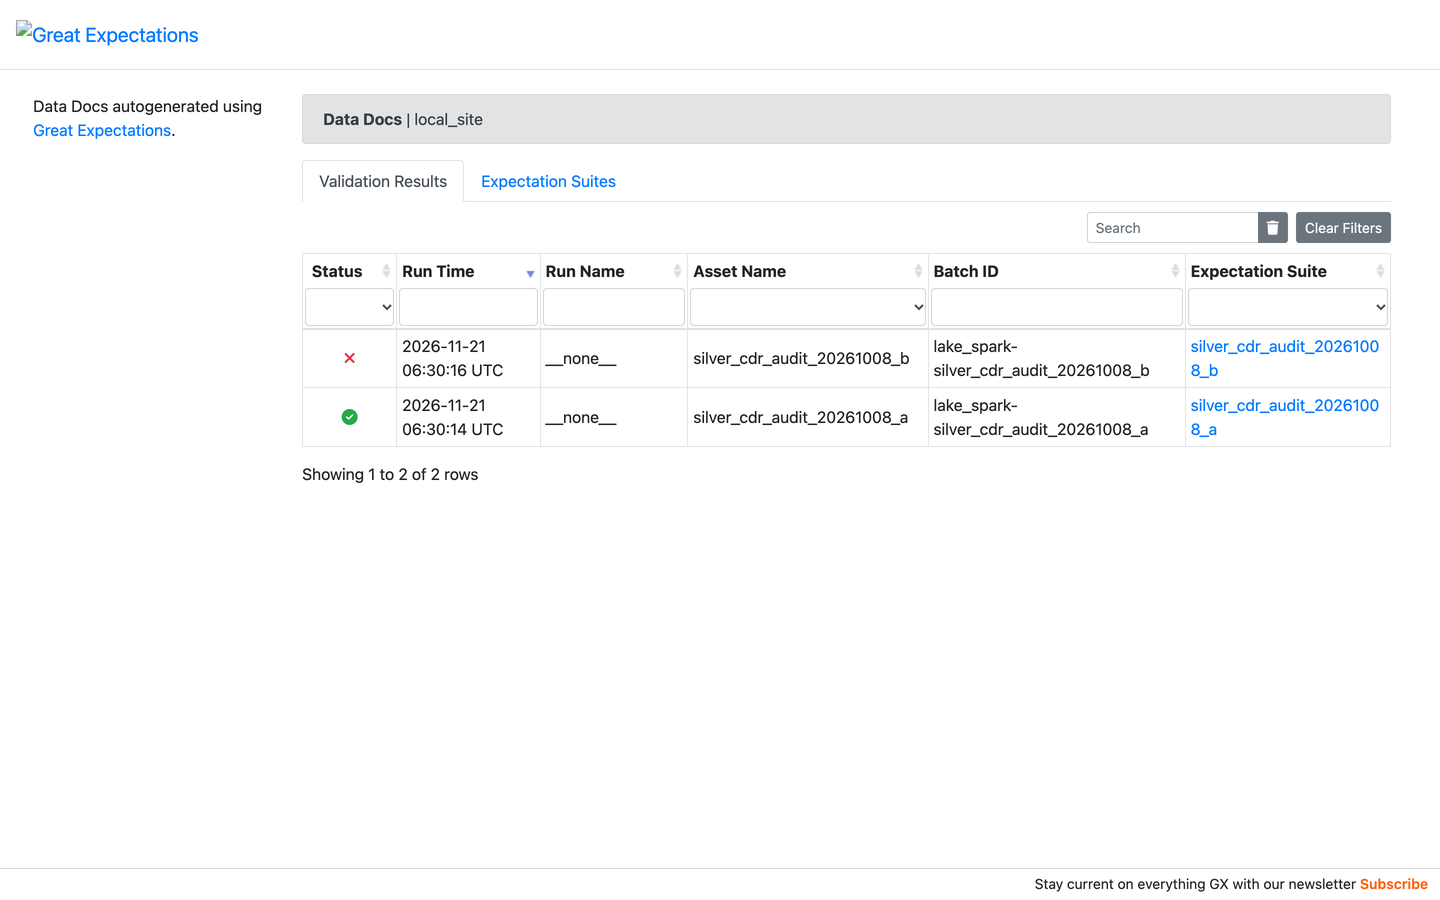 Great Expectations
Data Docs autogenerated using
Great Expectations.
Data Docs | local_site
Validation Results
Expectation Suites
Search
Clear Filters
Status
Run Time
Run Name
Asset Name
Batch ID
Expectation Suite
2026-11-21
06:30:16 UTC
__none__
silver_cdr_audit_20261008_b
lake_spark-
silver_cdr_audit_20261008_b
silver_cdr_audit_2026100
8_b
2026-11-21
06:30:14 UTC
__none__
silver_cdr_audit_20261008_a
lake_spark-
silver_cdr_audit_20261008_a
silver_cdr_audit_2026100
8_a
Showing 1 to 2 of 2 rows
Stay current on everything GX with our newsletter Subscribe